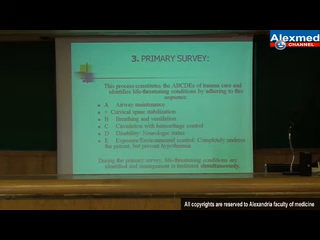 Alexmed
CHANNEL
3. PRIMARY SURVEY:
This process constitutes the ABCDEs of trauma care and
identifies life-threatening conditions by adhering to this
sequence:
A Airway maintenance
+ Cervical spine stabilization
B Breathing and ventilation
C Circulation with hemorrhage control
D Disability: Neurologic status
E Exposure/Environmental control: Completely undress
the patient, but prevent hypothermia
During the primary survey, life-threatening conditions are
identified and management is instituted simultaneously.
All copyrights are reserved to Alexandria faculty of medicine